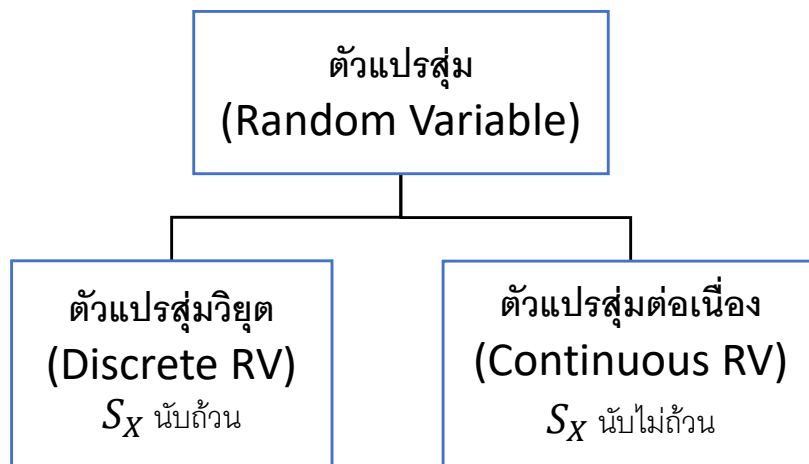 ตัวแปรสุ่ม
(Random Variable)
ตัวแปรสุ่มวิยุต
(Discrete RV)
S_X นับถ้วน
ตัวแปรสุ่มต่อเนื่อง
(Continuous RV)
S_X นับไม่ถ้วน